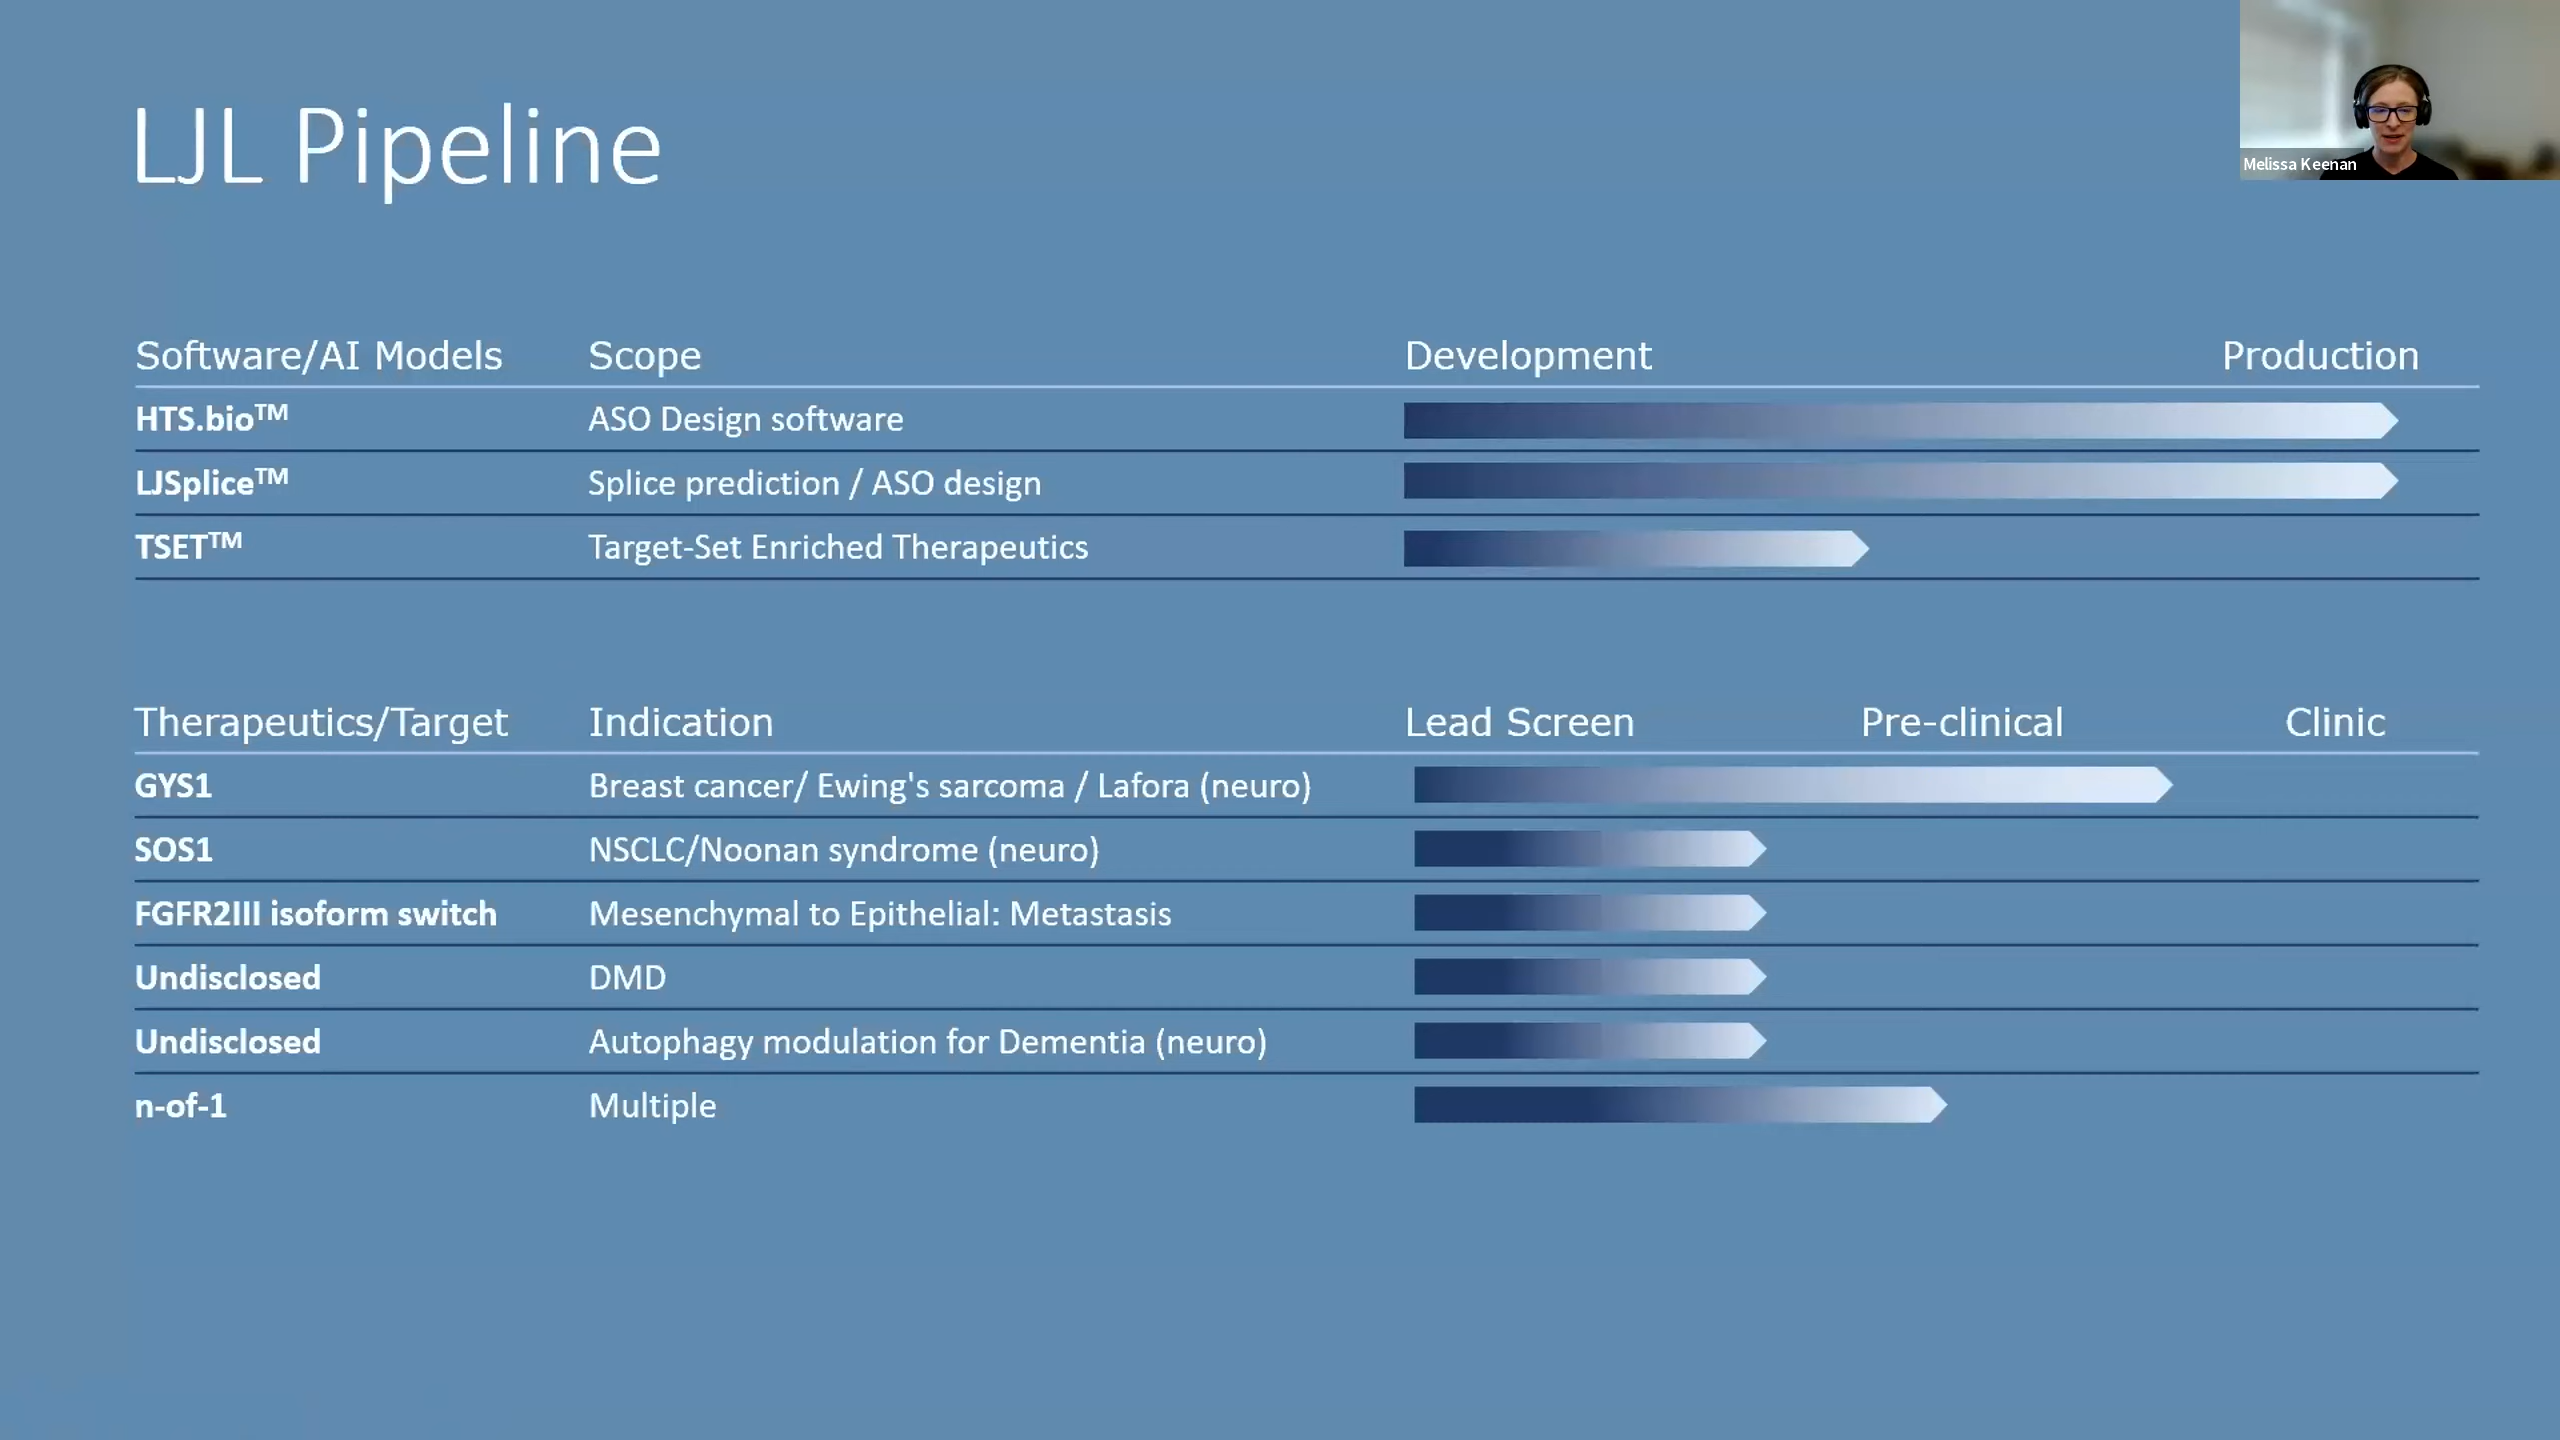 LJL Pipeline
Melissa Keenan
Software/AI Models Scope Development Production
HTS.bio™ ASO Design software
LJSplice™ Splice prediction / ASO design
TSET™ Target-Set Enriched Therapeutics
Therapeutics/Target Indication Lead Screen Pre-clinical Clinic
GYS1 Breast cancer/ Ewing's sarcoma / Lafora (neuro)
SOS1 NSCLC/Noonan syndrome (neuro)
FGFR2III isoform switch Mesenchymal to Epithelial: Metastasis
Undisclosed DMD
Undisclosed Autophagy modulation for Dementia (neuro)
n-of-1 Multiple